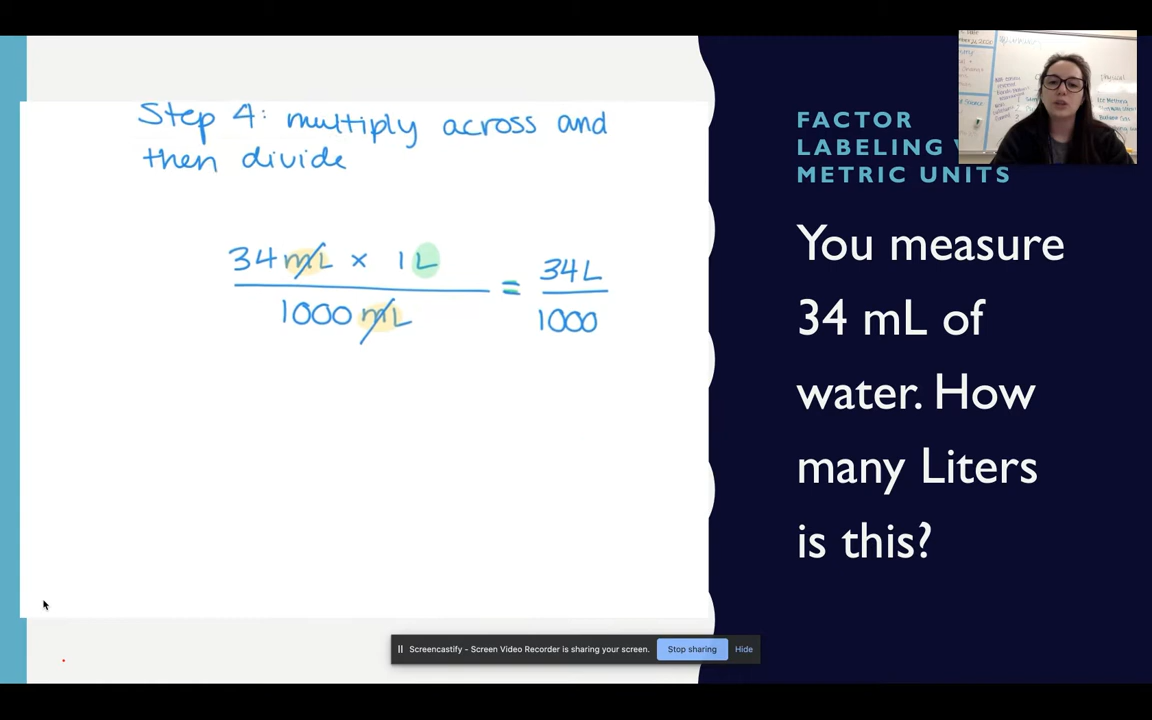 Step 4: multiply across and
then divide
34 mL × 1 L
1000 mL
=
34L
1000
FACTOR
LABELING
METRIC UNITS
You measure
34 mL of
water. How
many Liters
is this?
Physical
Screencastify - Screen Video Recorder is sharing your screen.
Stop sharing
Hide